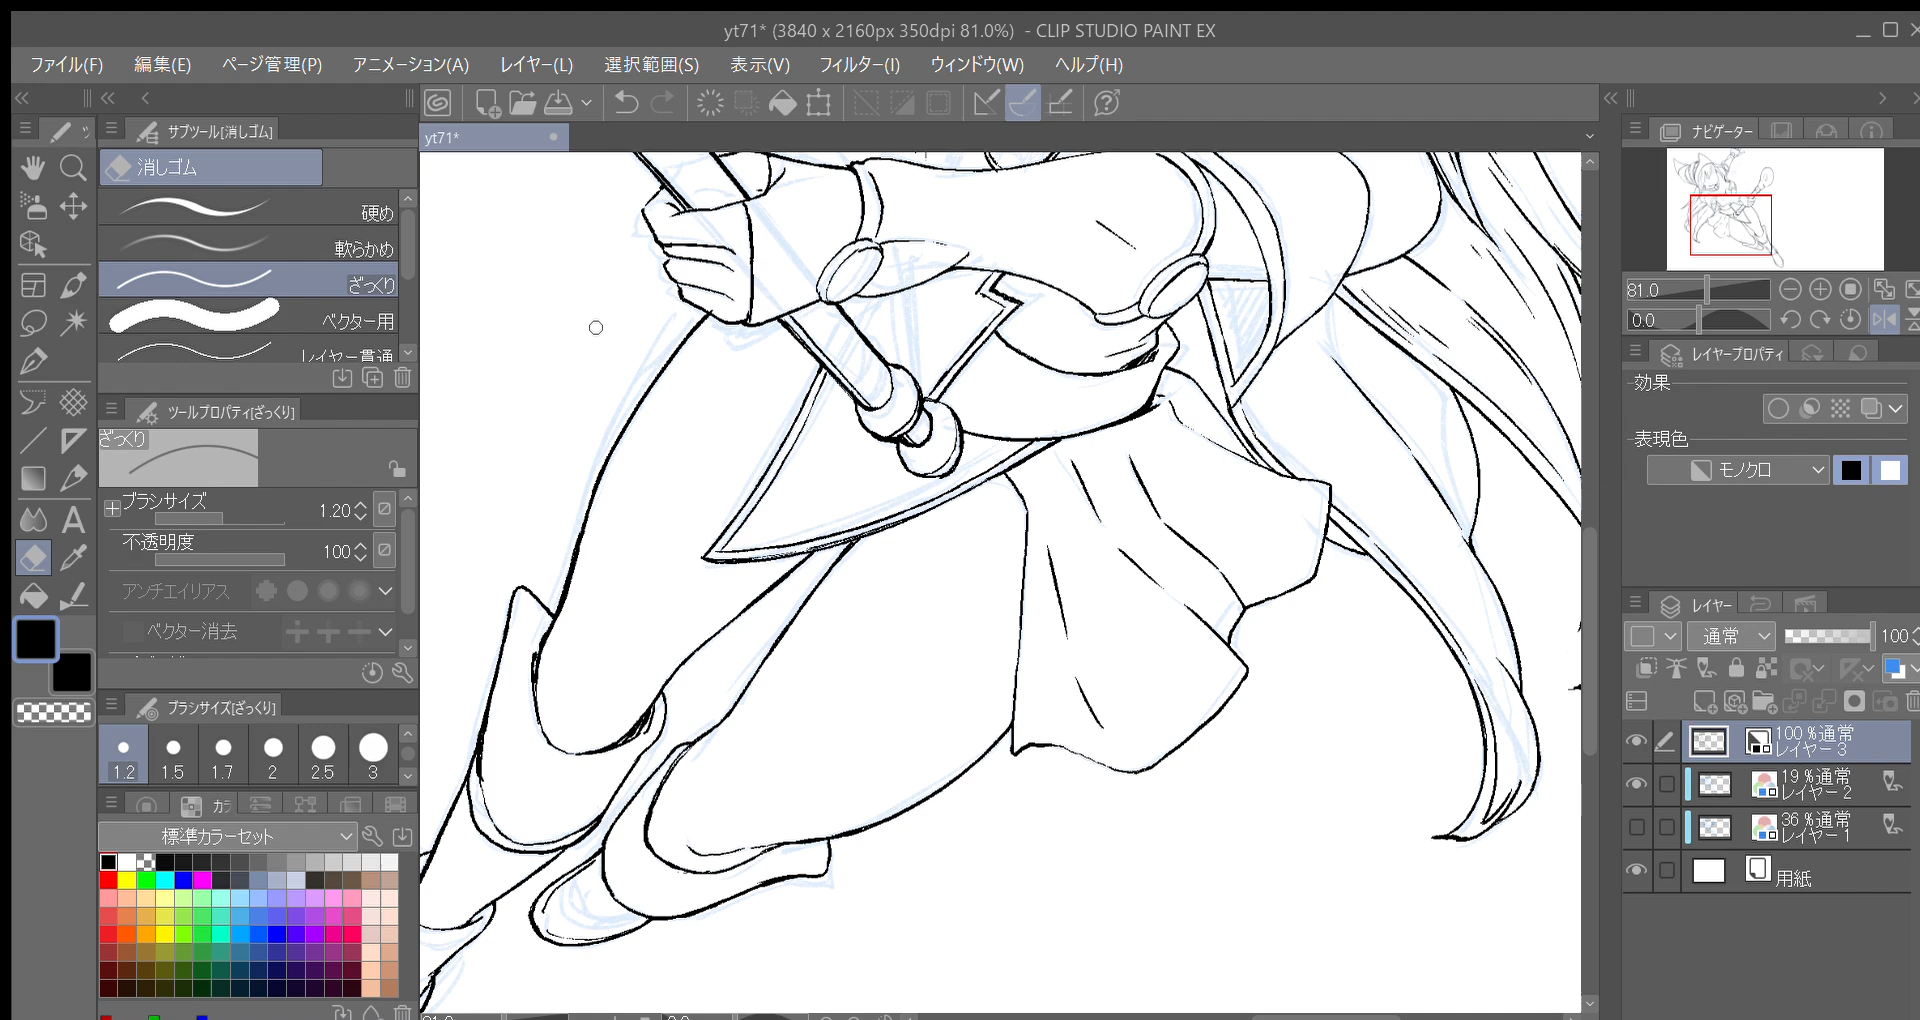 yt71* (3840 x 2160px 350dpi 81.0%)  - CLIP STUDIO PAINT EX
ファイル(F)
編集(E)
ページ管理(P)
アニメーション(A)
レイヤー(L)
選択範囲(S)
表示(V)
フィルター(I)
ウィンドウ(W)
ヘルプ(H)
サブツール[消しゴム]
yt71*
ナビゲーター
消しゴム
硬め
軟らかめ
ざっくり
ベクター用
レイヤー貫通
81.0
0.0
レイヤープロパティ
効果
表現色
モノクロ
ツールプロパティ[ざっくり]
ざっくり
ブラシサイズ
1.20
不透明度
100
アンチエイリアス
ベクター消去
ブラシサイズ[ざっくり]
1.2
1.5
1.7
2
2.5
3
標準カラーセット
レイヤー
通常
100
100 %通常
レイヤー 3
19 %通常
レイヤー 2
36 %通常
レイヤー 1
用紙